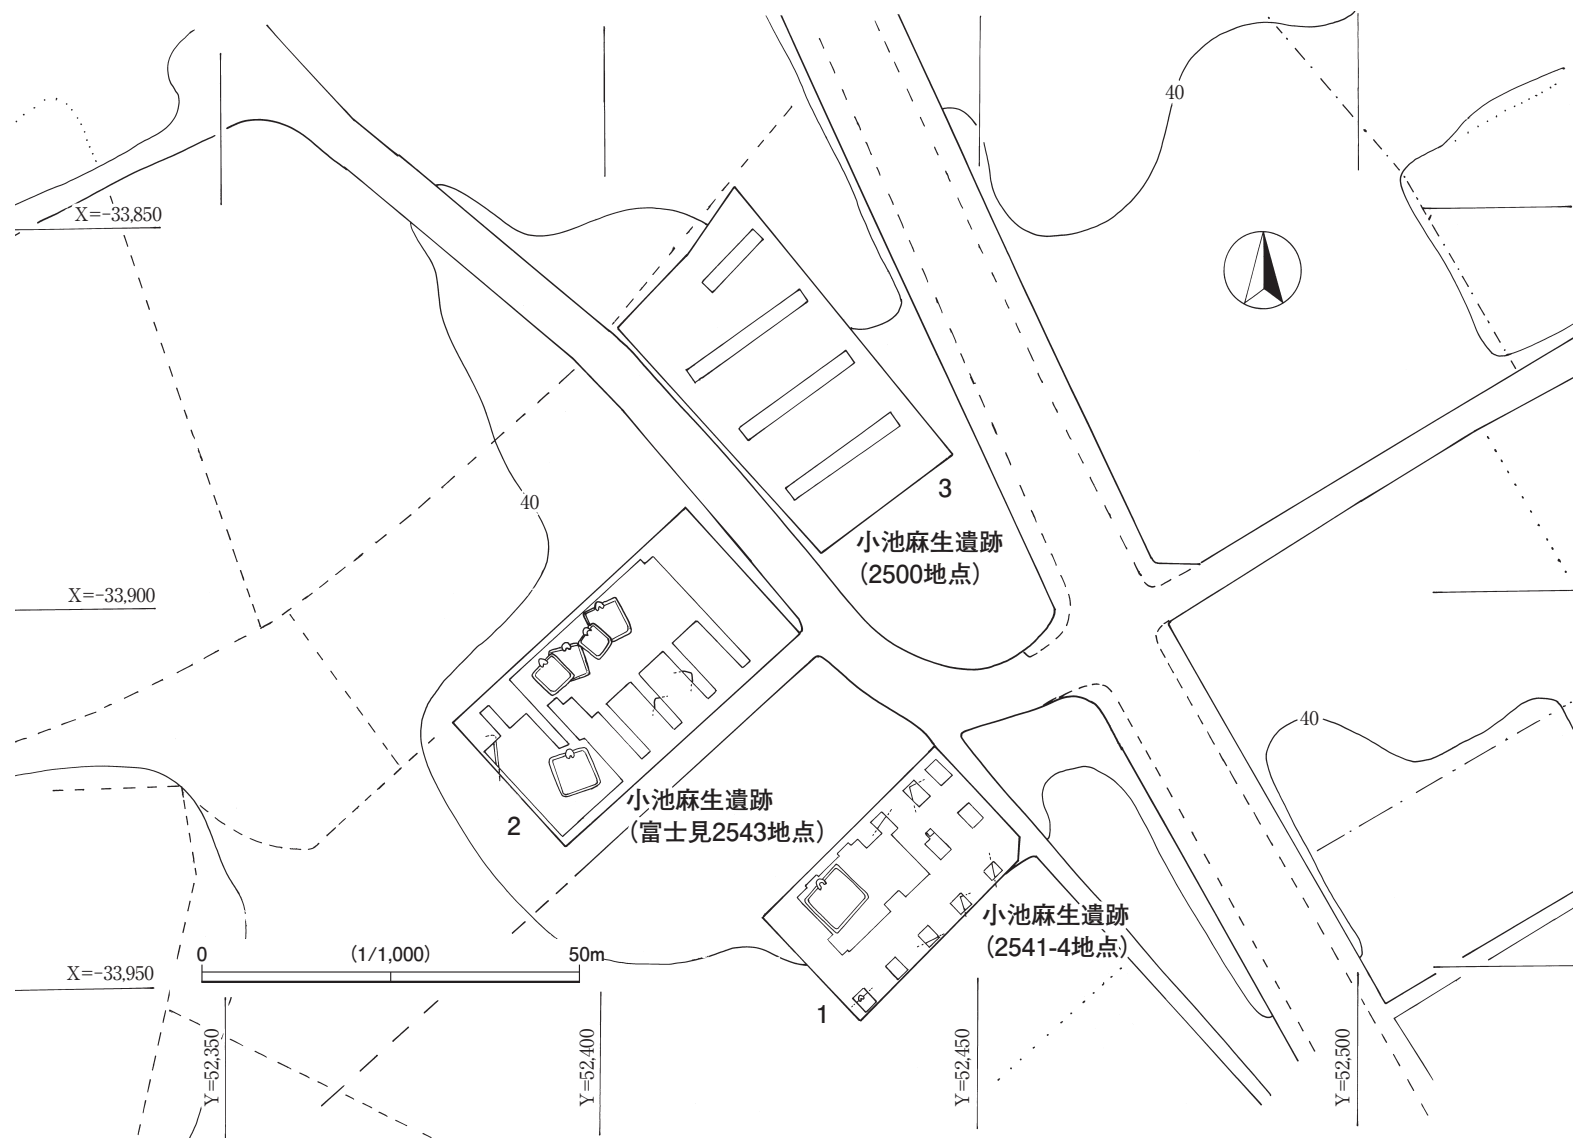 40
X=-33,850
40
3
小池麻生遺跡
(2500地点)
X=-33,900
40
小池麻生遺跡
(富士見2543地点)
2
小池麻生遺跡
(2541-4地点)
0 (1/1,000) 50m
X=-33,950
1
Y=52,350
Y=52,400
Y=52,450
Y=52,500